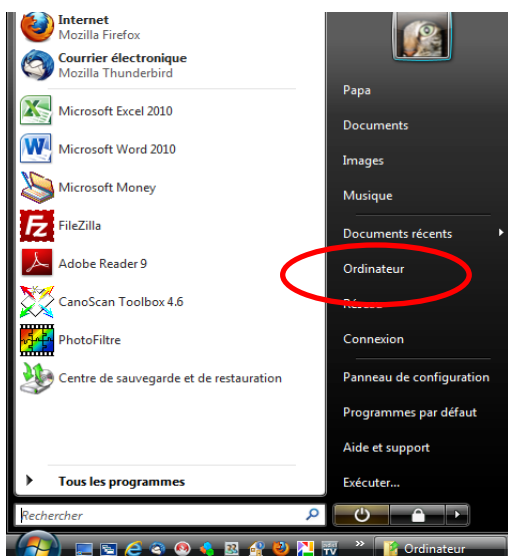 Internet
Mozilla Firefox
Courrier électronique
Mozilla Thunderbird
Microsoft Excel 2010
Microsoft Word 2010
Microsoft Money
FileZilla
Adobe Reader 9
CanoScan Toolbox 4.6
PhotoFiltre
Centre de sauvegarde et de restauration
Tous les programmes
Rechercher
Papa
Documents
Images
Musique
Documents récents
Ordinateur
Réseau
Connexion
Panneau de configuration
Programmes par défaut
Aide et support
Exécuter...
TV
Ordinateur